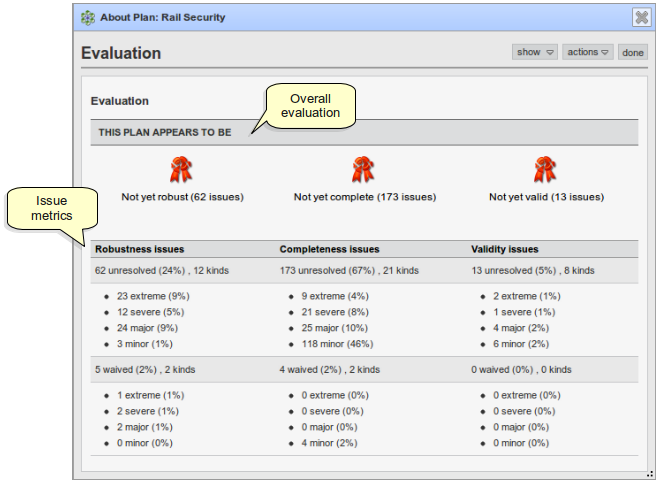 About Plan: Rail Security
Evaluation
show actions done
Evaluation
Overall
evaluation
THIS PLAN APPEARS TO BE
Not yet robust (62 issues) Not yet complete (173 issues) Not yet valid (13 issues)
Issue
metrics
Robustness issues Completeness issues Validity issues
62 unresolved (24%) , 12 kinds 173 unresolved (67%) , 21 kinds 13 unresolved (5%) , 8 kinds
• 23 extreme (9%) • 9 extreme (4%) • 2 extreme (1%)
• 12 severe (5%) • 21 severe (8%) • 1 severe (1%)
• 24 major (9%) • 25 major (10%) • 4 major (2%)
• 3 minor (1%) • 118 minor (46%) • 6 minor (2%)
5 waived (2%) , 2 kinds 4 waived (2%) , 2 kinds 0 waived (0%) , 0 kinds
• 1 extreme (1%) • 0 extreme (0%) • 0 extreme (0%)
• 2 severe (1%) • 0 severe (0%) • 0 severe (0%)
• 2 major (1%) • 0 major (0%) • 0 major (0%)
• 0 minor (0%) • 4 minor (2%) • 0 minor (0%)